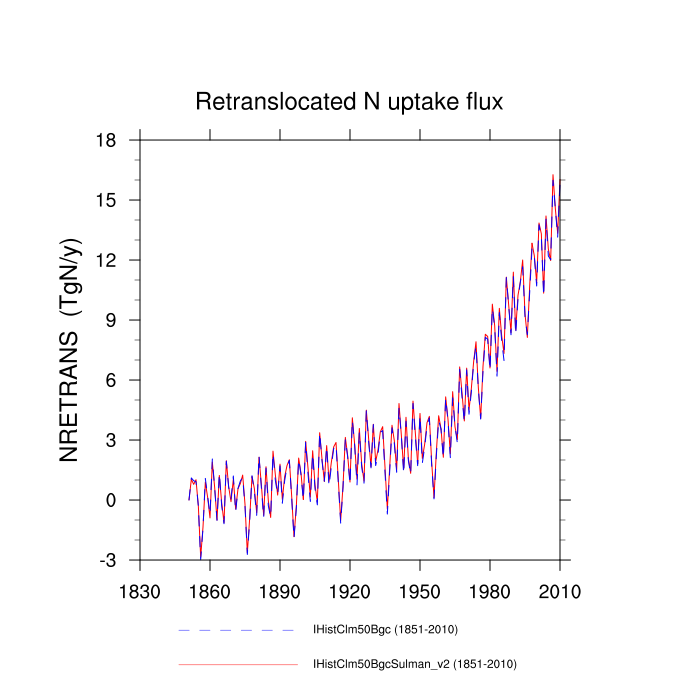 Retranslocated N uptake flux
NRETRANS (TgN/y)
18
15
12
9
6
3
0
-3
1830 1860 1890 1920 1950 1980 2010
IHistClm50Bgc (1851-2010)
IHistClm50BgcSulman_v2 (1851-2010)